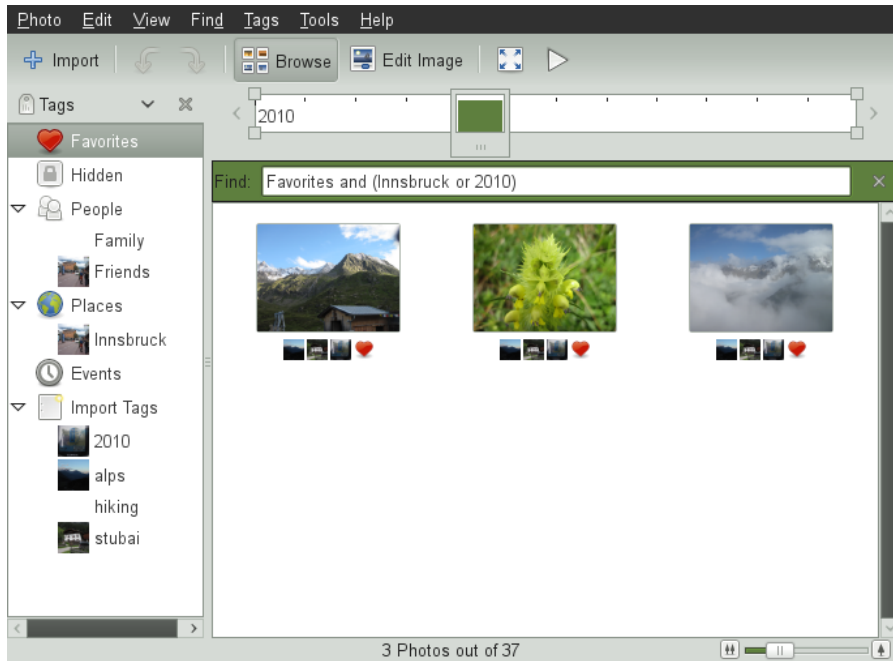 Photo Edit View Find Tags Tools Help
Import Browse Edit Image
Tags
2010
Favorites
Find: Favorites and (Innsbruck or 2010)
Hidden
People
Family
Friends
Places
Innsbruck
Events
Import Tags
2010
alps
hiking
stubai
3 Photos out of 37